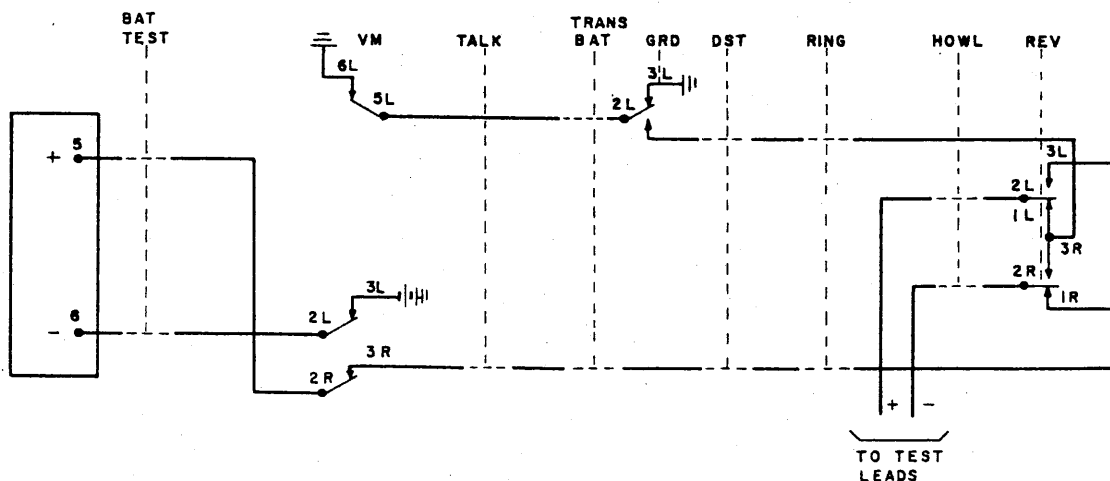 BAT
TEST
VM
TALK
TRANS
BAT
GRD
DST
RING
HOWL
REV
6L
5L
3L
2L
+ 5
3L
2L
1L
3R
2R
1R
- 6
3L
2L
3R
2R
+ -
TO TEST
LEADS